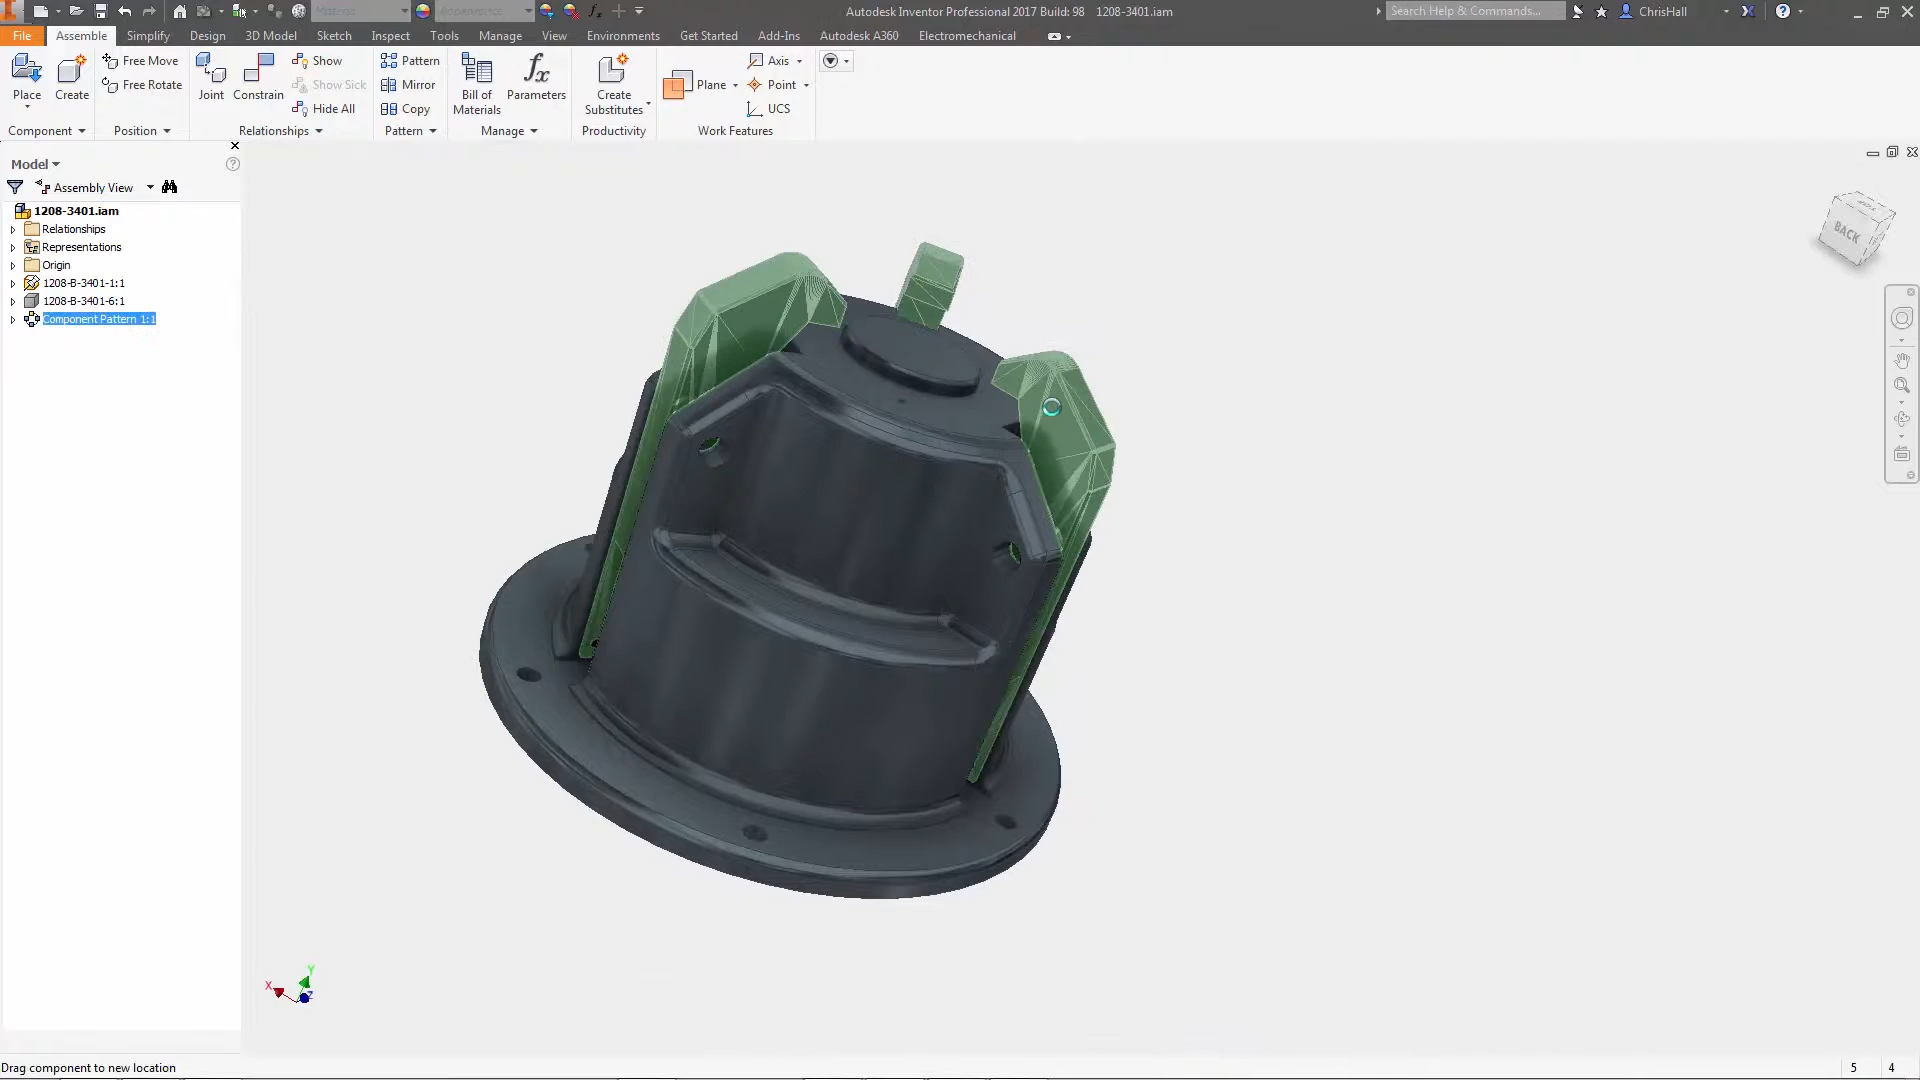 Autodesk Inventor Professional 2017 Build: 98 1208-3401.iam
Search Help & Commands...
ChrisHall
File Assemble Simplify Design 3D Model Sketch Inspect Tools Manage View Environments Get Started Add-Ins Autodesk A360 Electromechanical
Place
Create
Free Move
Free Rotate
Joint
Constrain
Show
Show Sick
Hide All
Pattern
Mirror
Copy
Bill of
Materials
fx
Parameters
Create
Substitutes
Plane
Axis
Point
UCS
Component Position Relationships Pattern Manage Productivity Work Features
Model
Assembly View
1208-3401.iam
Relationships
Representations
Origin
1208-B-3401-1:1
1208-B-3401-6:1
Component Pattern 1:1
TOP
BACK
Y
X
Z
Drag component to new location
5 4